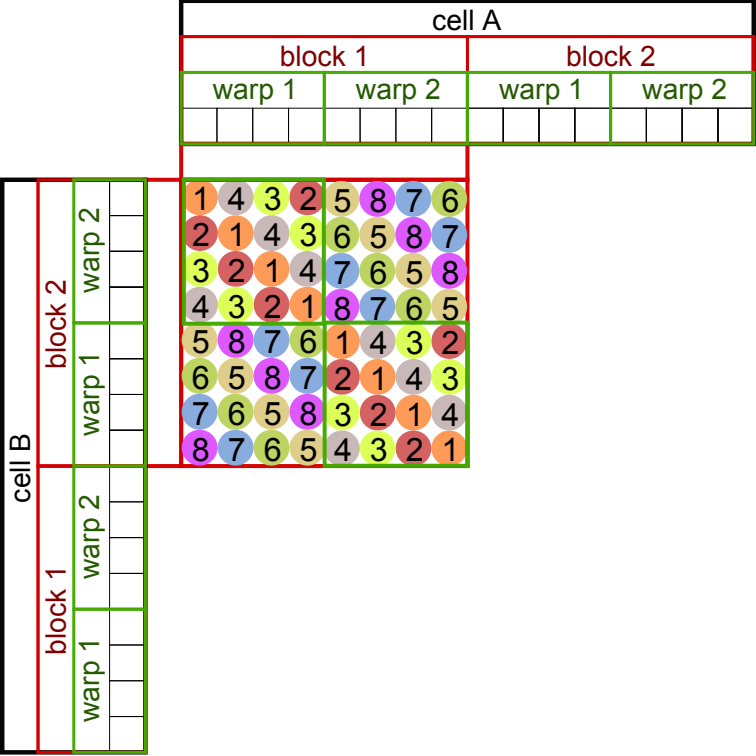 cell A
block 1 block 2
warp 1 warp 2 warp 1 warp 2
cell B
block 2
block 1
warp 2
warp 1
warp 2
warp 1
1 4 3 2 5 8 7 6
2 1 4 3 6 5 8 7
3 2 1 4 7 6 5 8
4 3 2 1 8 7 6 5
5 8 7 6 1 4 3 2
6 5 8 7 2 1 4 3
7 6 5 8 3 2 1 4
8 7 6 5 4 3 2 1